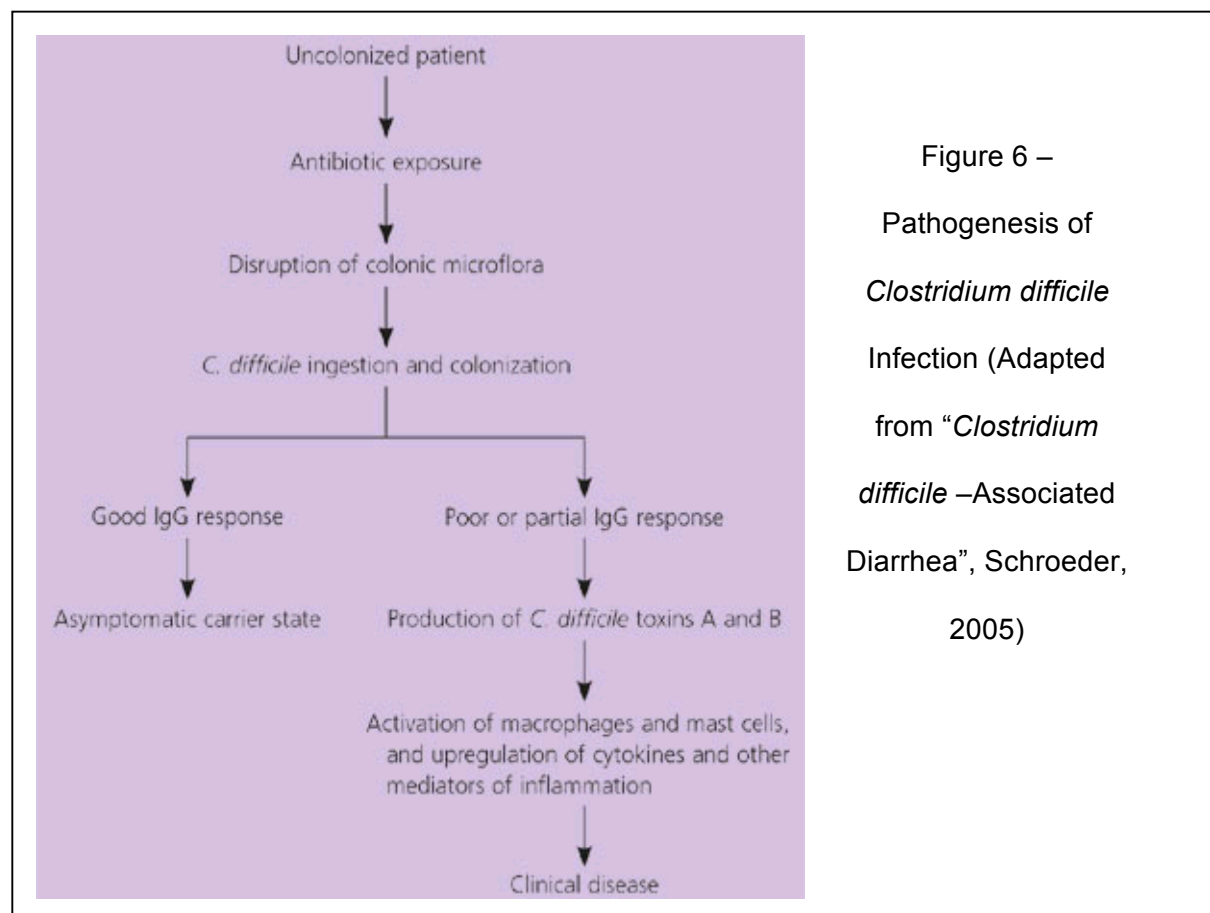 Uncolonized patient
Antibiotic exposure
Disruption of colonic microflora
C. difficile ingestion and colonization
Good IgG response
Poor or partial IgG response
Asymptomatic carrier state
Production of C. difficile toxins A and B
Activation of macrophages and mast cells,
and upregulation of cytokines and other
mediators of inflammation
Clinical disease
Figure 6 –
Pathogenesis of
Clostridium difficile
Infection (Adapted
from “Clostridium
difficile –Associated
Diarrhea”, Schroeder,
2005)